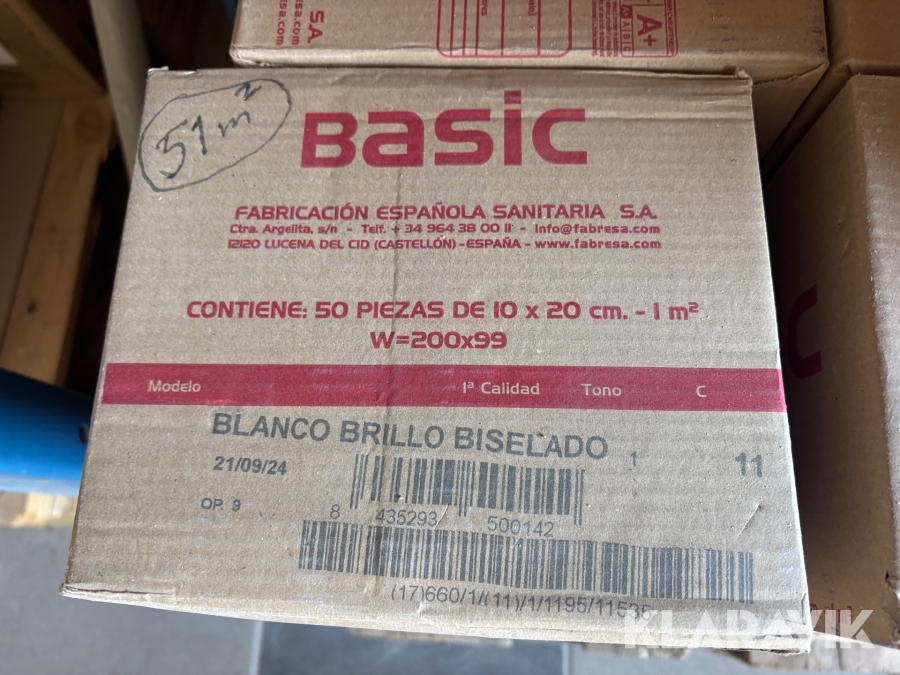 S.A.
A+
51 m²
BASIC
FABRICACIÓN ESPAÑOLA SANITARIA S.A.
Ctra. Argelita, s/n - Telf. + 34 964 38 00 11 - info@fabresa.com
12120 LUCENA DEL CID (CASTELLÓN) - ESPAÑA - www.fabresa.com
CONTIENE: 50 PIEZAS DE 10 x 20 cm. - 1 m²
W=200x99
Modelo 1ª Calidad Tono C
BLANCO BRILLO BISELADO 1 11
21/09/24
OP. 9
8 435293 500142
(17)660/1/(11)/1/1195/11535
KLARAVIK